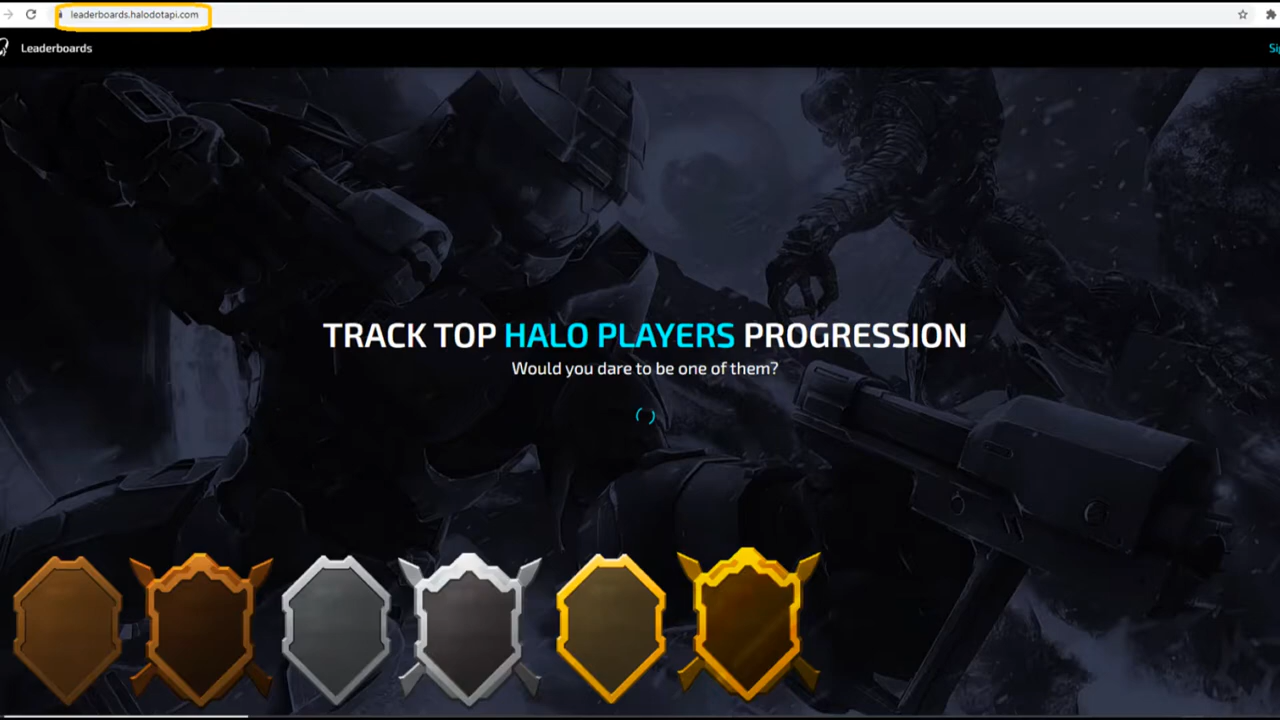 leaderboards.halodotapi.com
Leaderboards
TRACK TOP HALO PLAYERS PROGRESSION
Would you dare to be one of them?